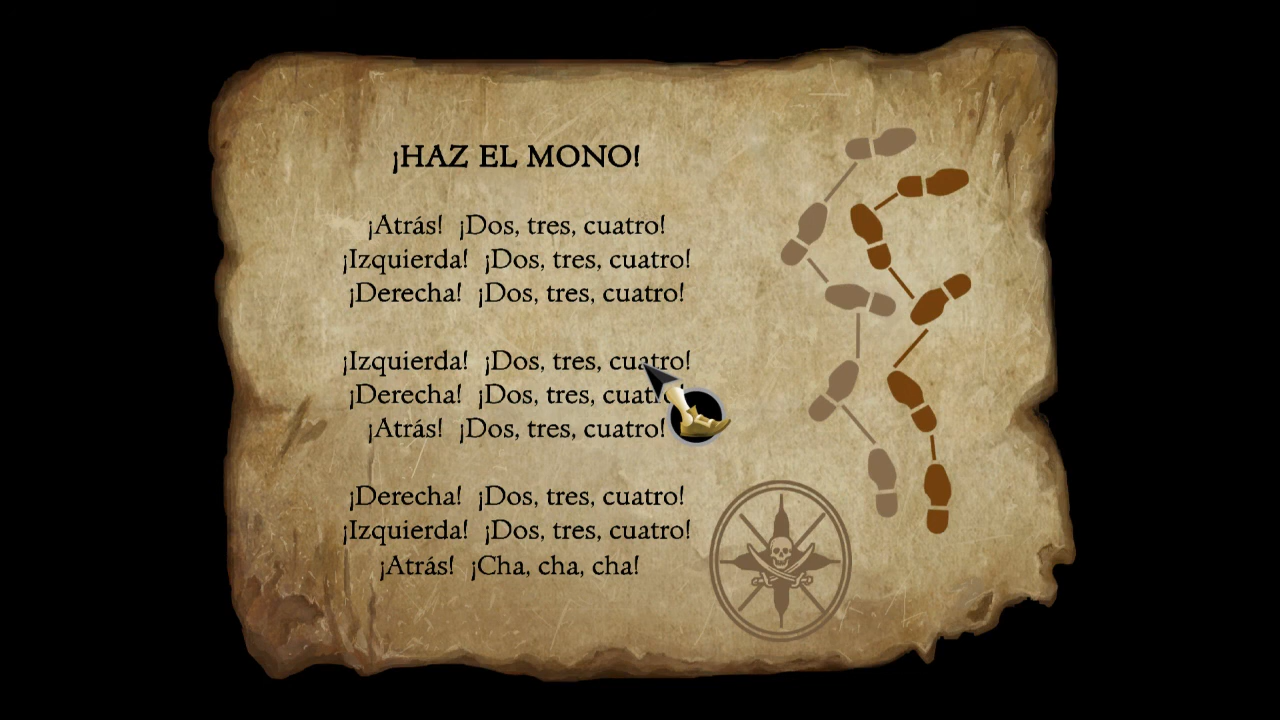 ¡HAZ EL MONO!
¡Atrás! ¡Dos, tres, cuatro!
¡Izquierda! ¡Dos, tres, cuatro!
¡Derecha! ¡Dos, tres, cuatro!
¡Izquierda! ¡Dos, tres, cuatro!
¡Derecha! ¡Dos, tres, cuatro!
¡Atrás! ¡Dos, tres, cuatro!
¡Derecha! ¡Dos, tres, cuatro!
¡Izquierda! ¡Dos, tres, cuatro!
¡Atrás! ¡Cha, cha, cha!